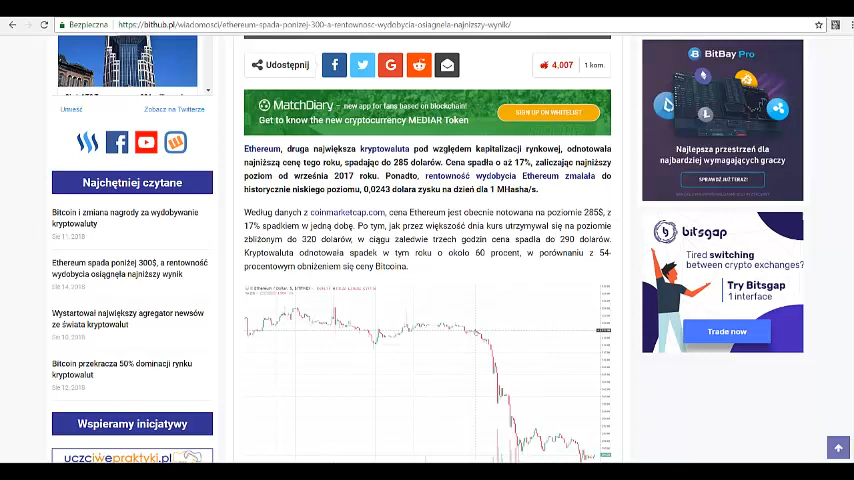 Bezpieczna
https://bithub.pl/wiadomosci/ethereum-spada-ponizej-300-a-rentownosc-wydobycia-osiagnela-najnizszy-wynik/
Umieść
Zobacz na Twitterze
Najchętniej czytane
Bitcoin i zmiana nagrody za wydobywanie
kryptowaluty
Sie 11, 2018
Ethereum spada poniżej 300$, a rentowność
wydobycia osiągnęła najniższy wynik
Sie 14, 2018
Wystartował największy agregator newsów
ze świata kryptowalut
Sie 10, 2018
Bitcoin przekracza 50% dominacji rynku
kryptowalut
Sie 12, 2018
Wspieramy inicjatywy
uczciwepraktyki.pl
Udostępnij
4,007
1 kom.
MatchDiary – new app for fans based on blockchain!
Get to know the new cryptocurrency MEDIAR Token
SIGN UP ON WHITELIST
Ethereum, druga największa kryptowaluta pod względem kapitalizacji rynkowej, odnotowała
najniższą cenę tego roku, spadając do 285 dolarów. Cena spadła o aż 17%, zaliczając najniższy
poziom od września 2017 roku. Ponadto, rentowność wydobycia Ethereum zmalała do
historycznie niskiego poziomu, 0,0243 dolara zysku na dzień dla 1 MHasha/s.
Według danych z coinmarketcap.com, cena Ethereum jest obecnie notowana na poziomie 285$, z
17% spadkiem w jedną dobę. Po tym, jak przez większość dnia kurs utrzymywał się na poziomie
zbliżonym do 320 dolarów, w ciągu zaledwie trzech godzin cena spadła do 290 dolarów.
Kryptowaluta odnotowała spadek w tym roku o około 60 procent, w porównaniu z 54-
procentowym obniżeniem się ceny Bitcoina.
BitBay Pro
Najlepsza przestrzeń dla
najbardziej wymagających graczy
SPRAWDŹ JUŻ TERAZ!
bitsgap
Tired switching
between crypto exchanges?
Try Bitsgap
1 interface
Trade now